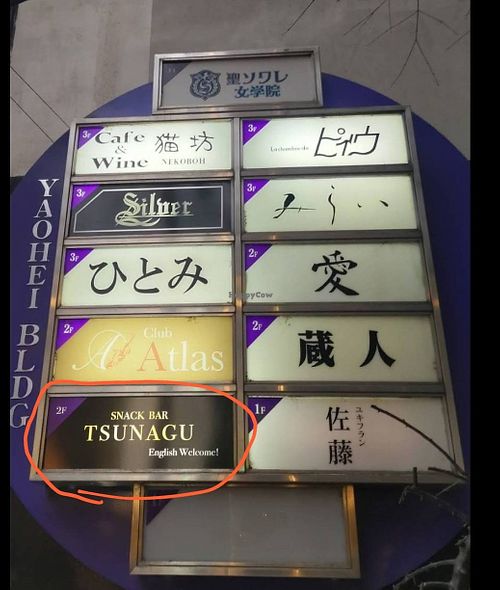 聖ソワレ
女学院
YAOHEI BLDG
3F
Cafe
&
Wine
猫坊
NEKOBOH
3F
ピイウ
3F
Silver
3F
みらい
3F
ひとみ
2F
愛
2F
Club
Atlas
2F
蔵人
2F
SNACK BAR
TSUNAGU
English Welcome!
1F
佐藤
ユキフラン
HappyCow